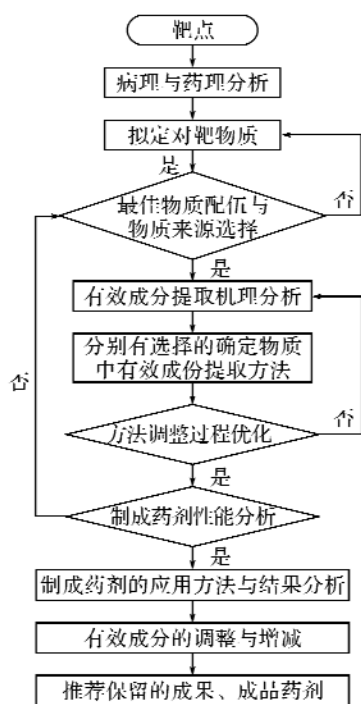 靶点
病理与药理分析
拟定对靶物质
是
否
最佳物质配伍与
物质来源选择
是
有效成分提取机理分析
分别有选择的确定物质
中有效成份提取方法
否
否
方法调整过程优化
是
制成药剂性能分析
是
制成药剂的应用方法与结果分析
有效成分的调整与增减
推荐保留的成果、成品药剂